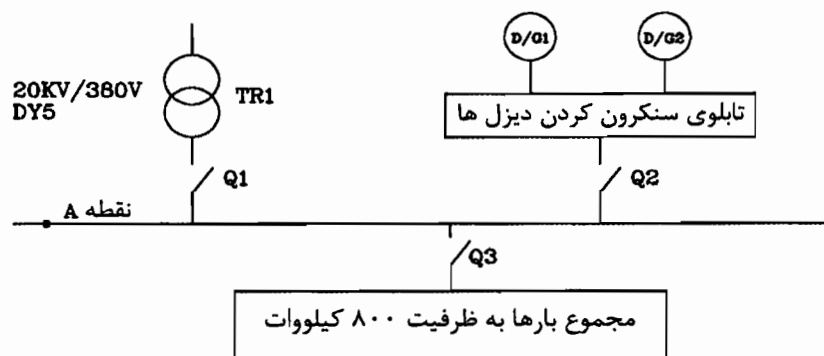 D/G1
D/G2
20KV/380V
DY5
TR1
تابلوی سنکرون کردن دیزل ها
Q1
Q2
نقطه A
Q3
مجموع بارها به ظرفیت ۸۰۰ کیلووات